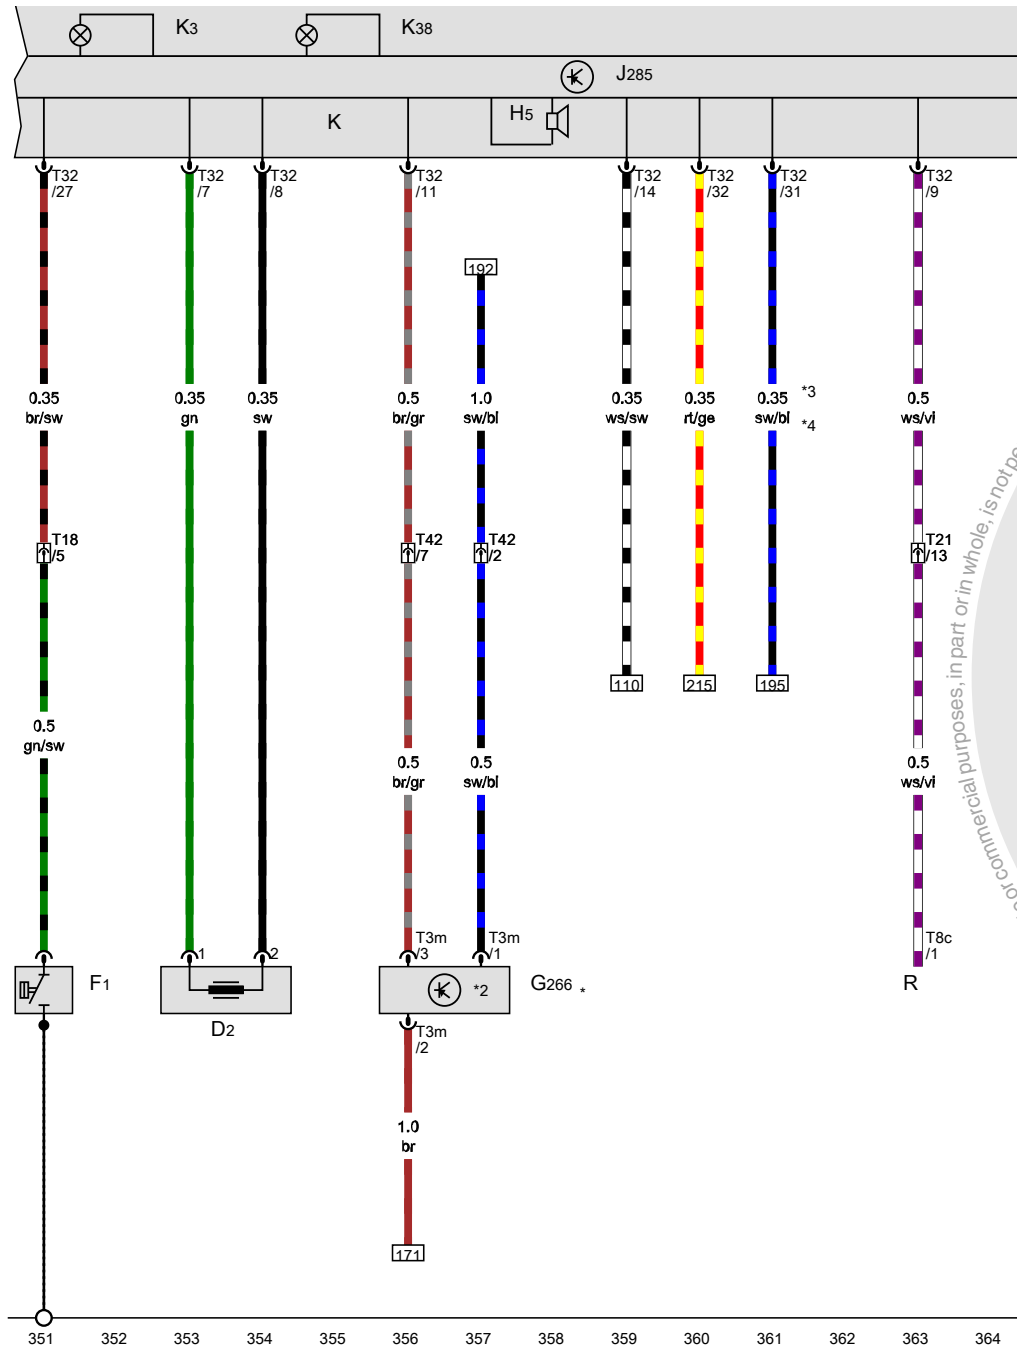 K3
K38
J285
K
H5
T32 /27
T32 /7
T32 /8
T32 /11
T32 /14
T32 /32
T32 /31
T32 /9
192
0.35 br/sw
0.35 gn
0.35 sw
0.5 br/gr
1.0 sw/bl
0.35 ws/sw
0.35 rt/ge
0.35 sw/bl
*3
*4
0.5 ws/vi
T18 /5
T42 /7
T42 /2
T21 /13
110
215
195
0.5 gn/sw
0.5 br/gr
0.5 sw/bl
0.5 ws/vi
1
2
T3m /3
T3m /1
T8c /1
F1
D2
*2
G266 *
R
T3m /2
1.0 br
171
351 352 353 354 355 356 357 358 359 360 361 362 363 364
or commercial purposes, in part or in whole, is not pe